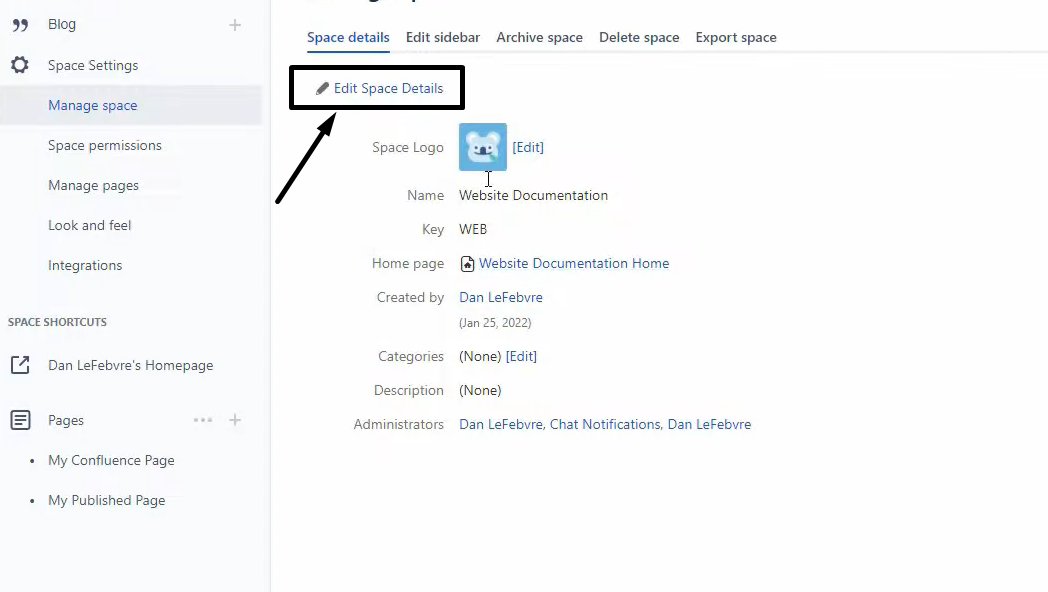 Blog
Space Settings
Manage space
Space permissions
Manage pages
Look and feel
Integrations
SPACE SHORTCUTS
Dan LeFebvre's Homepage
Pages
My Confluence Page
My Published Page
Space details Edit sidebar Archive space Delete space Export space
Edit Space Details
Space Logo [Edit]
Name Website Documentation
Key WEB
Home page Website Documentation Home
Created by Dan LeFebvre
(Jan 25, 2022)
Categories (None) [Edit]
Description (None)
Administrators Dan LeFebvre, Chat Notifications, Dan LeFebvre